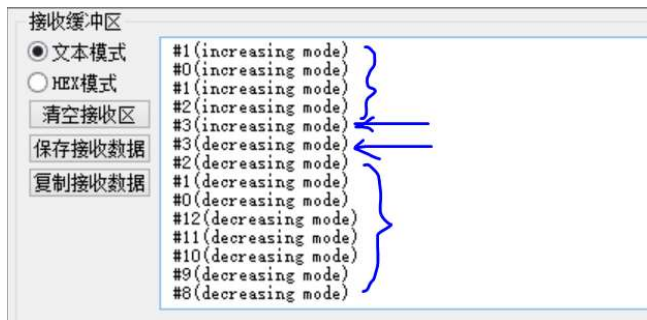 接收缓冲区
文本模式
HEX模式
清空接收区
保存接收数据
复制接收数据
#1(increasing mode)
#0(increasing mode)
#1(increasing mode)
#2(increasing mode)
#3(increasing mode)
#3(decreasing mode)
#2(decreasing mode)
#1(decreasing mode)
#0(decreasing mode)
#12(decreasing mode)
#11(decreasing mode)
#10(decreasing mode)
#9(decreasing mode)
#8(decreasing mode)